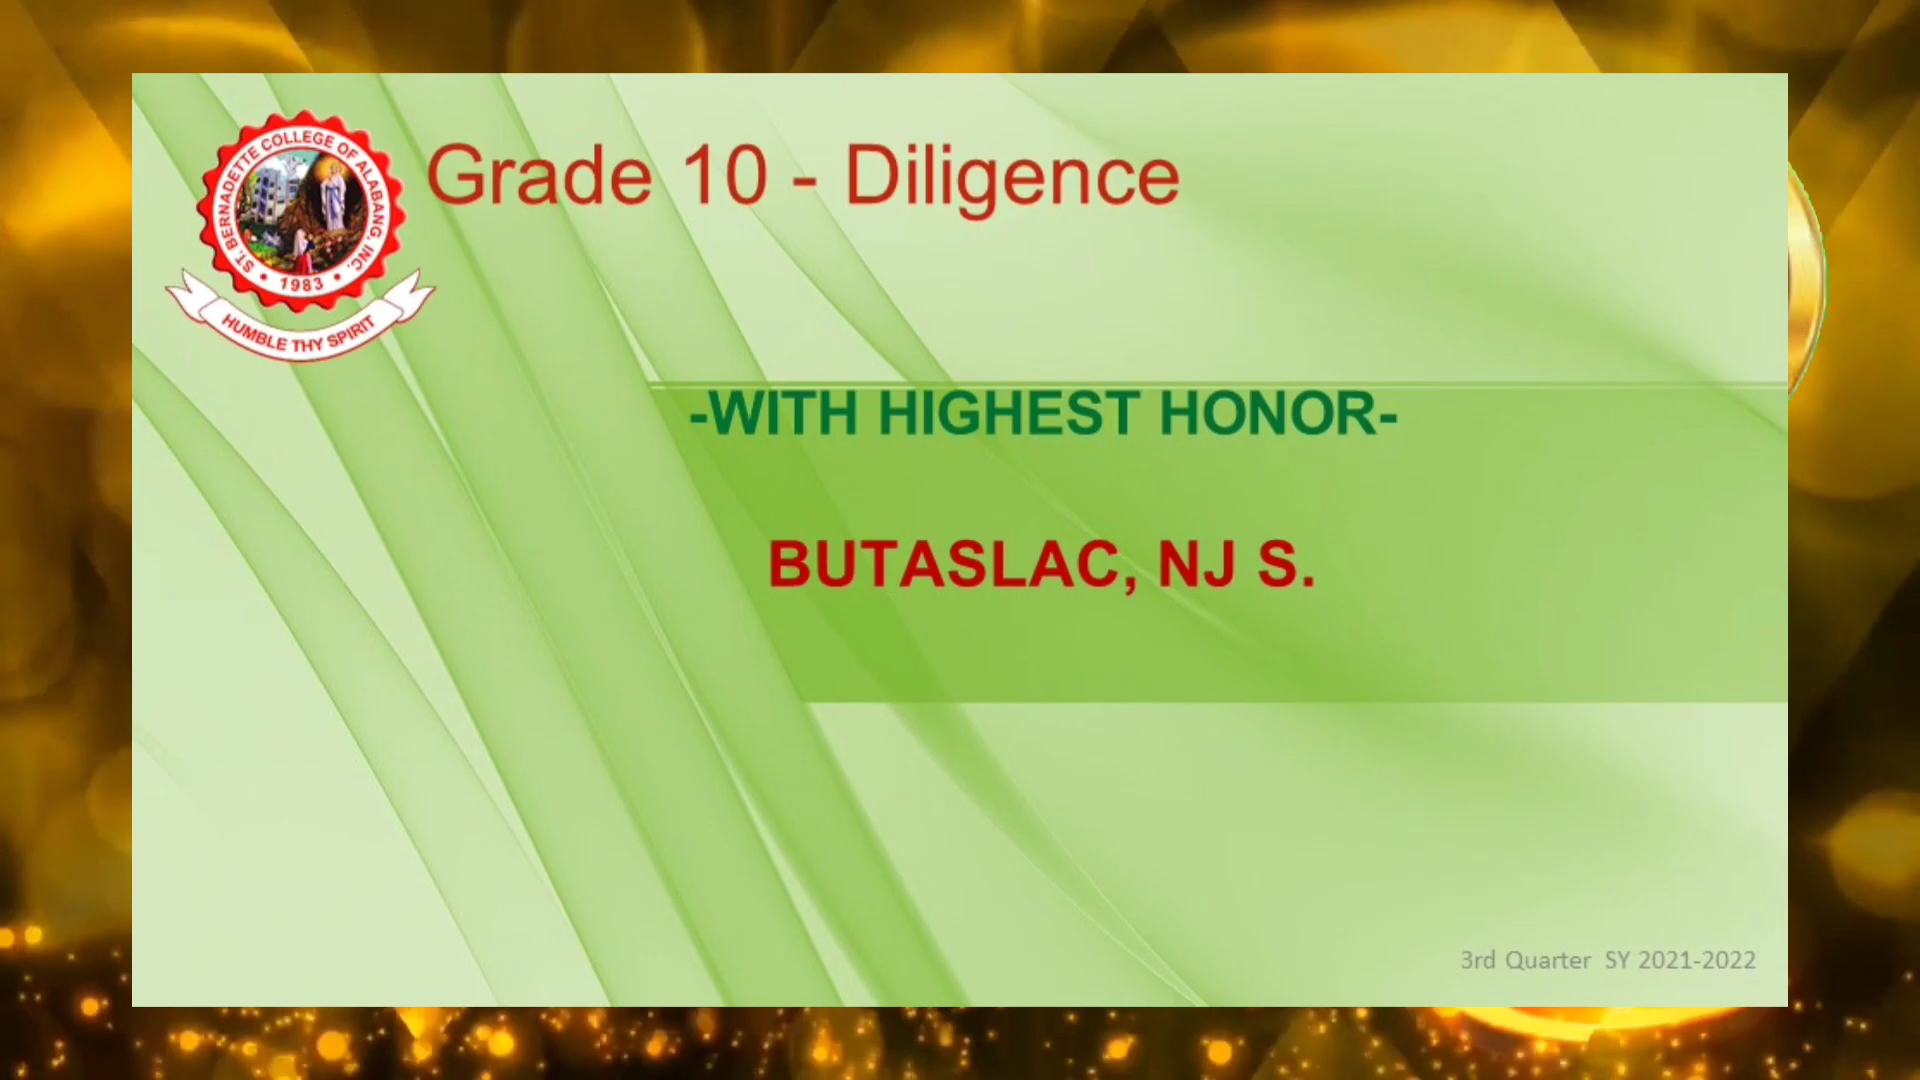 ST. BERNADETTE COLLEGE OF ALABANG, INC.
• 1983 •
HUMBLE THY SPIRIT
Grade 10 - Diligence
-WITH HIGHEST HONOR-
BUTASLAC, NJ S.
3rd Quarter SY 2021-2022